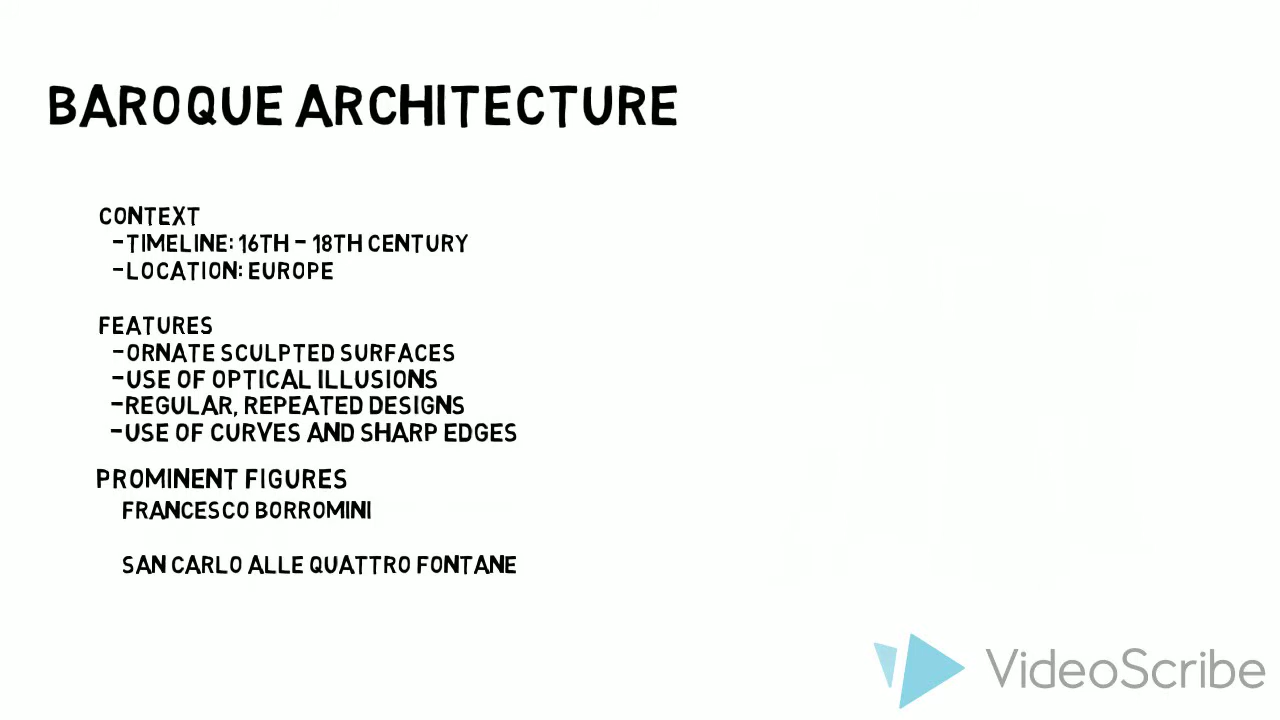 BAROQUE ARCHITECTURE
CONTEXT
-TIMELINE: 16TH - 18TH CENTURY
-LOCATION: EUROPE
FEATURES
-ORNATE SCULPTED SURFACES
-USE OF OPTICAL ILLUSIONS
-REGULAR, REPEATED DESIGNS
-USE OF CURVES AND SHARP EDGES
PROMINENT FIGURES
FRANCESCO BORROMINI
SAN CARLO ALLE QUATTRO FONTANE
VideoScribe